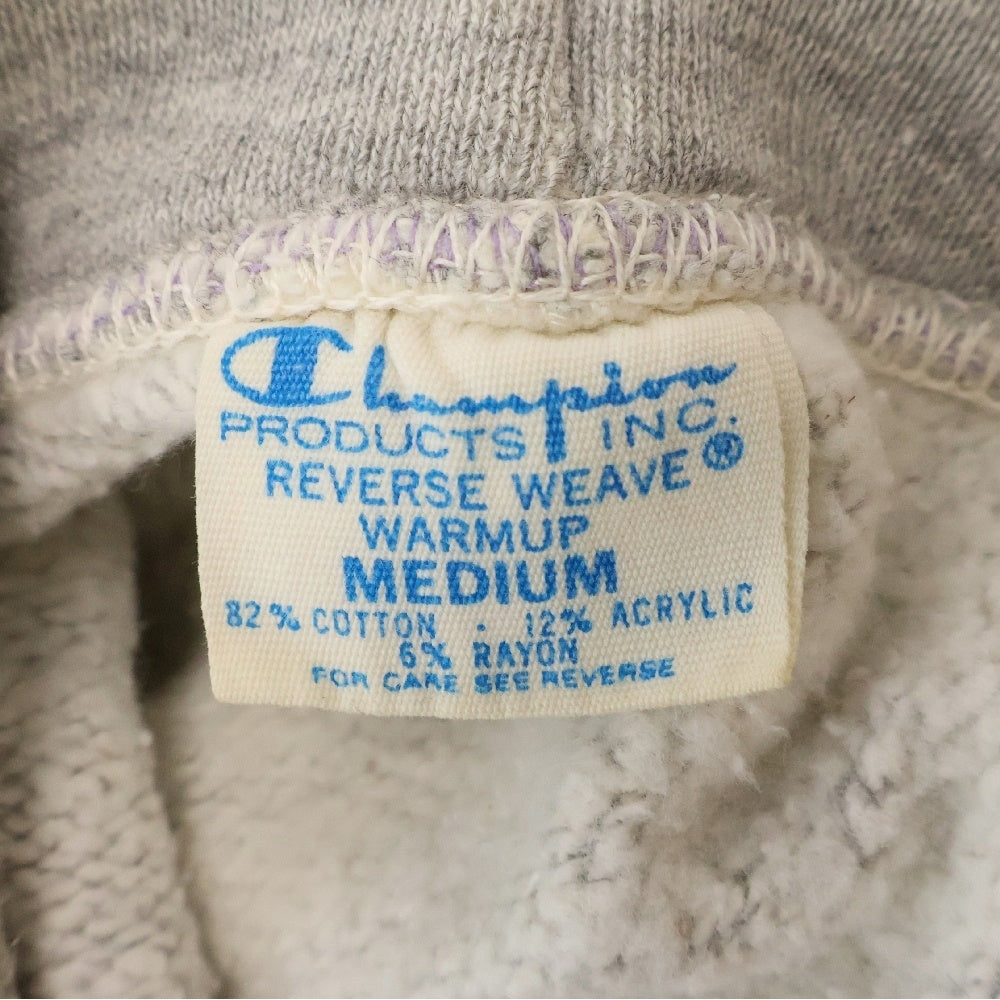 Champion
PRODUCTS INC.
REVERSE WEAVE®
WARMUP
MEDIUM
82% COTTON · 12% ACRYLIC
6% RAYON
FOR CARE SEE REVERSE